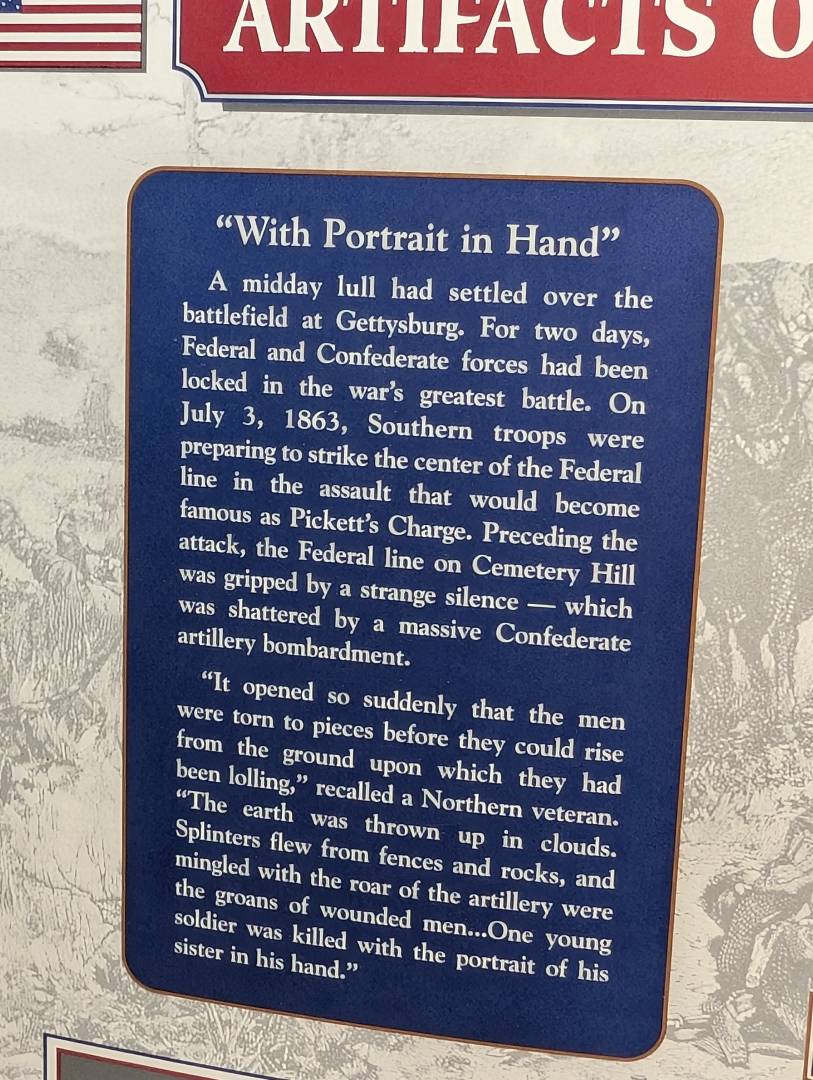 ARTIFACTS O
“With Portrait in Hand”
A midday lull had settled over the
battlefield at Gettysburg. For two days,
Federal and Confederate forces had been
locked in the war’s greatest battle. On
July 3, 1863, Southern troops were
preparing to strike the center of the Federal
line in the assault that would become
famous as Pickett’s Charge. Preceding the
attack, the Federal line on Cemetery Hill
was gripped by a strange silence — which
was shattered by a massive Confederate
artillery bombardment.
“It opened so suddenly that the men
were torn to pieces before they could rise
from the ground upon which they had
been lolling,” recalled a Northern veteran.
“The earth was thrown up in clouds.
Splinters flew from fences and rocks, and
mingled with the roar of the artillery were
the groans of wounded men...One young
soldier was killed with the portrait of his
sister in his hand.”